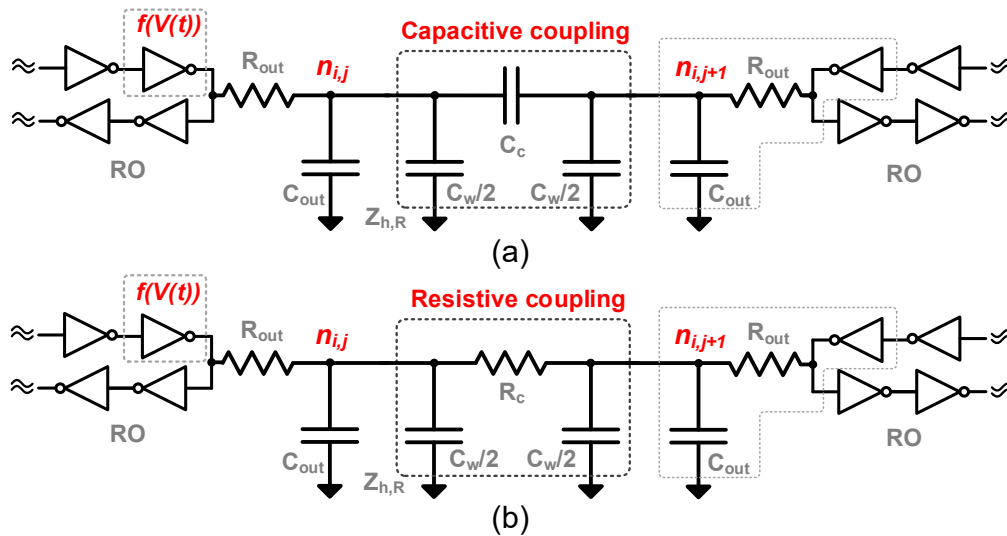 f(V(t))
Capacitive coupling
R_out
n_i,j
n_i,j+1
R_out
C_c
RO
C_out
C_w/2
C_w/2
C_out
RO
Z_h,R
(a)
f(V(t))
Resistive coupling
R_out
n_i,j
n_i,j+1
R_out
R_c
RO
C_out
C_w/2
C_w/2
C_out
RO
Z_h,R
(b)